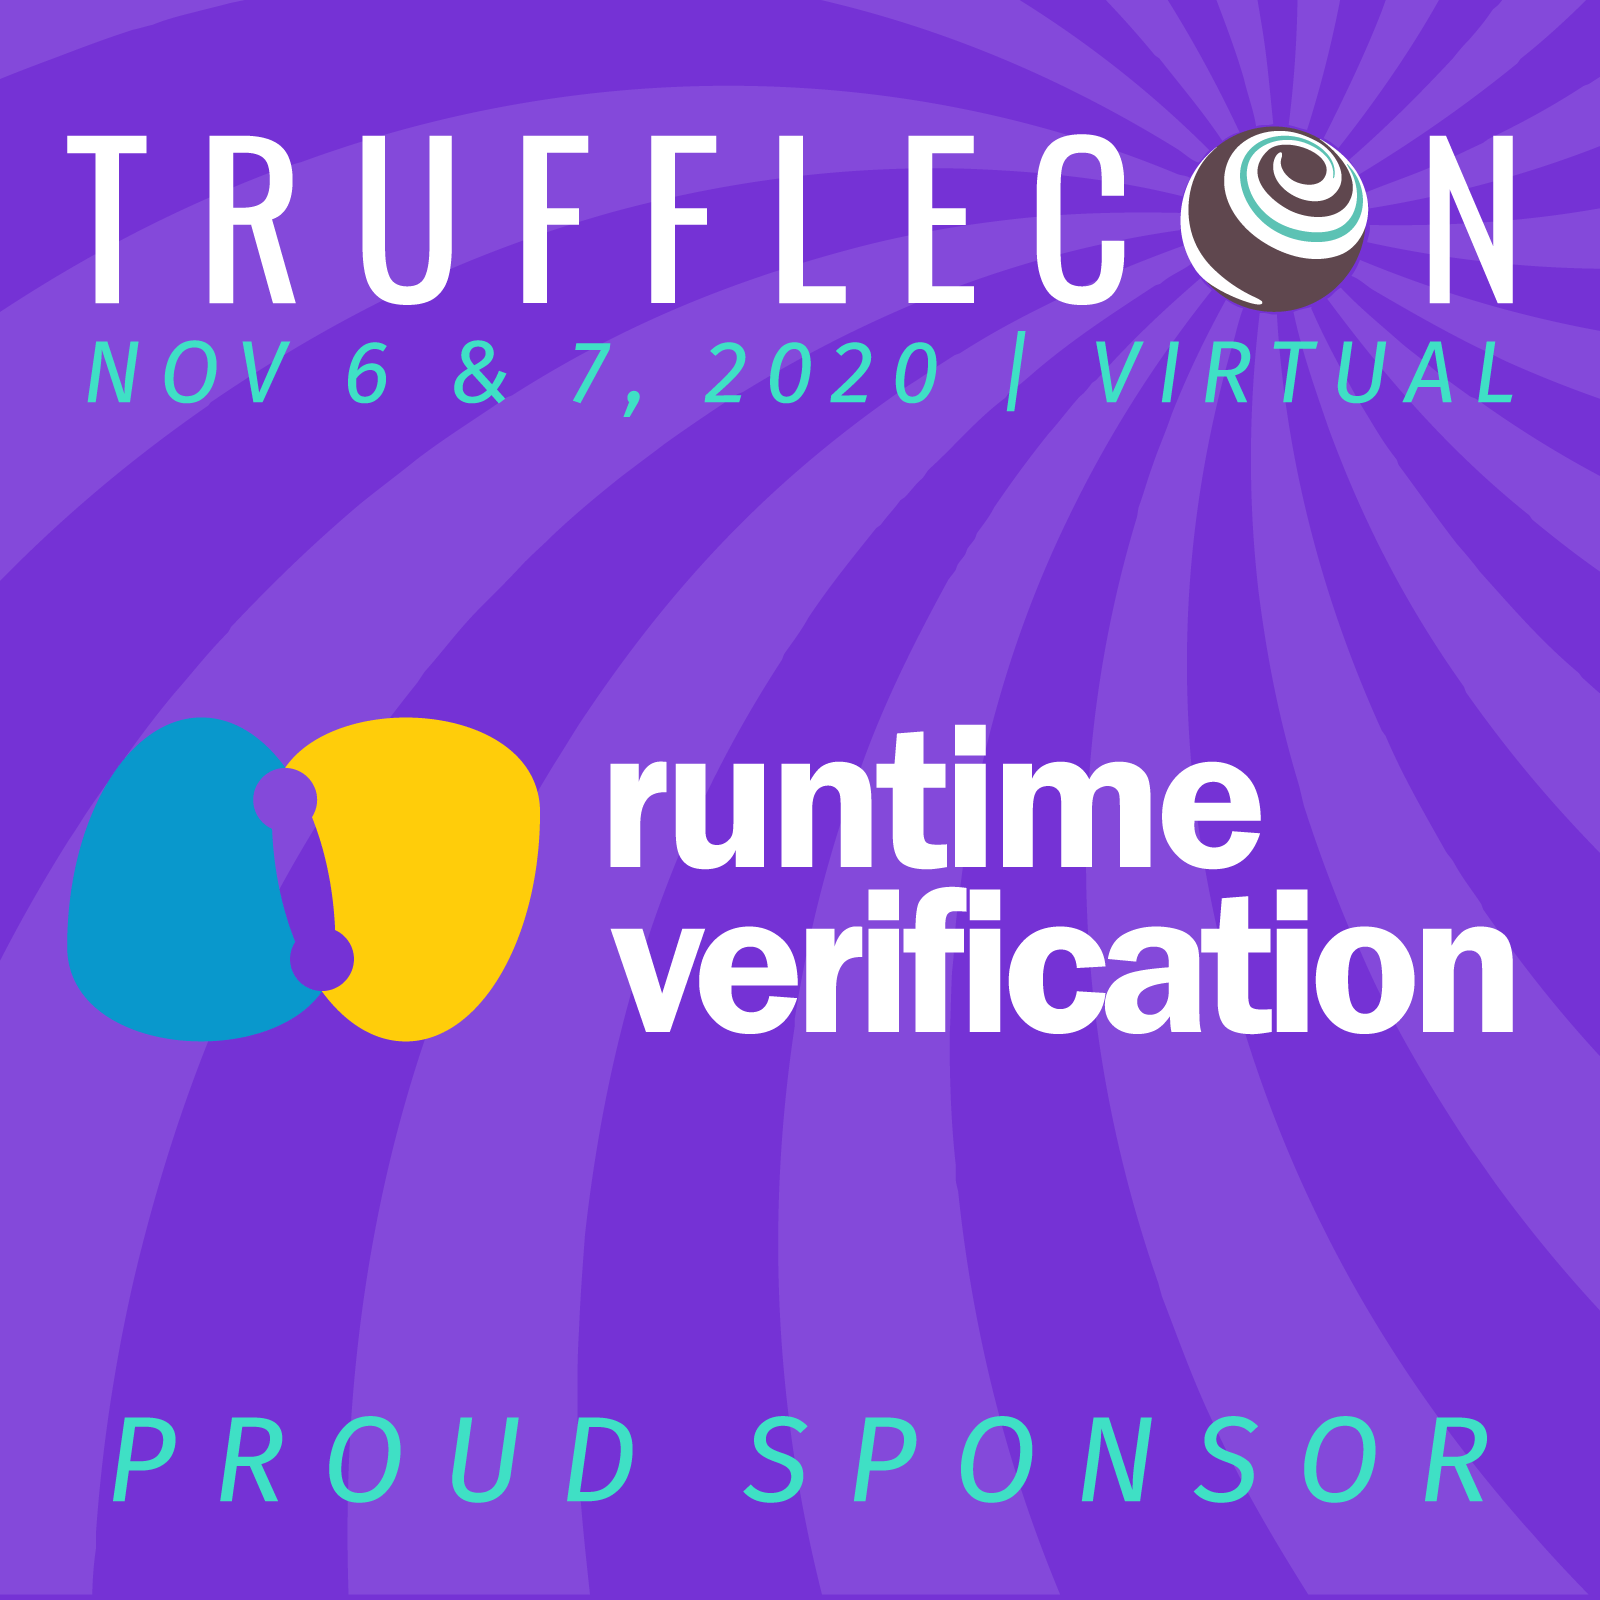 TRUFFLECON
NOV 6 & 7, 2020 | VIRTUAL
runtime
verification
PROUD SPONSOR